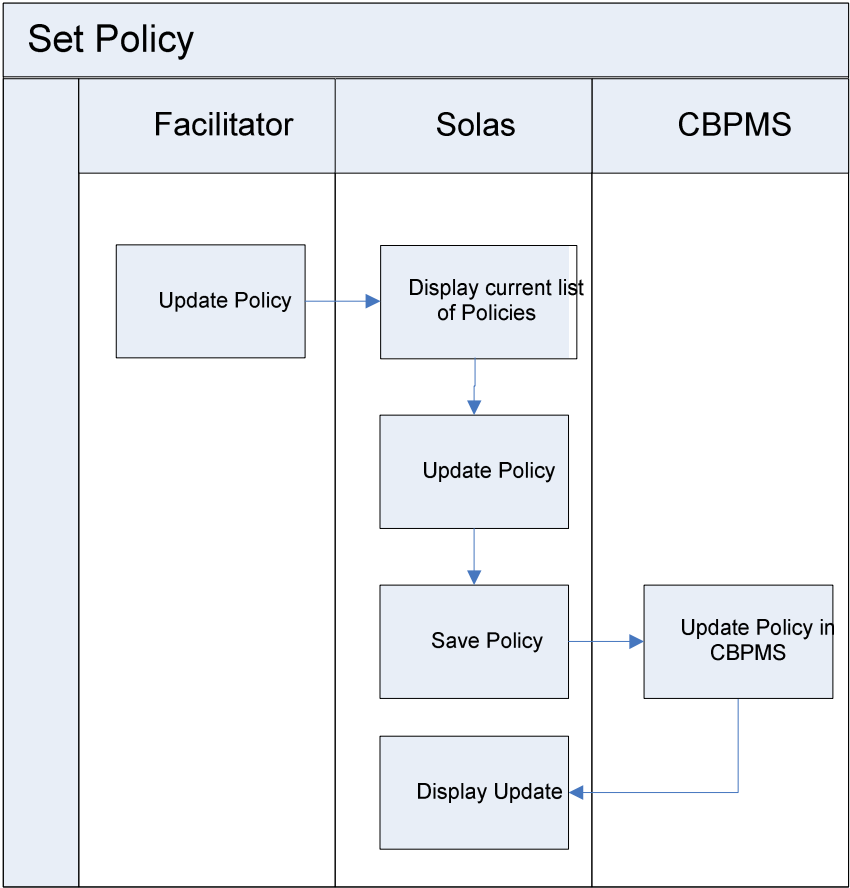 Set Policy
Facilitator
Solas
CBPMS
Update Policy
Display current list
of Policies
Update Policy
Save Policy
Update Policy in
CBPMS
Display Update